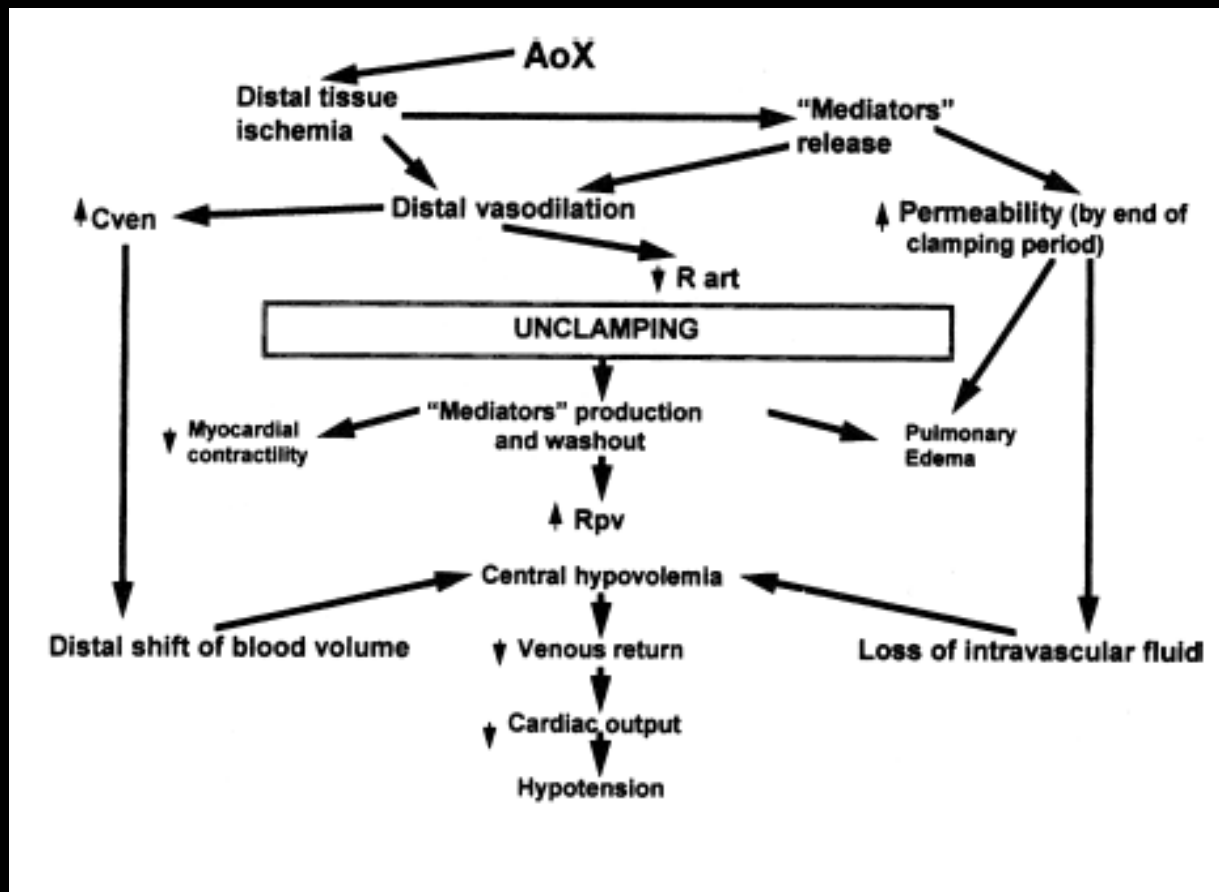 AoX
Distal tissue
ischemia
“Mediators”
release
Cven
Distal vasodilation
Permeability (by end of
clamping period)
R art
UNCLAMPING
“Mediators” production
and washout
Myocardial
contractility
Pulmonary
Edema
Rpv
Central hypovolemia
Distal shift of blood volume
Venous return
Loss of intravascular fluid
Cardiac output
Hypotension